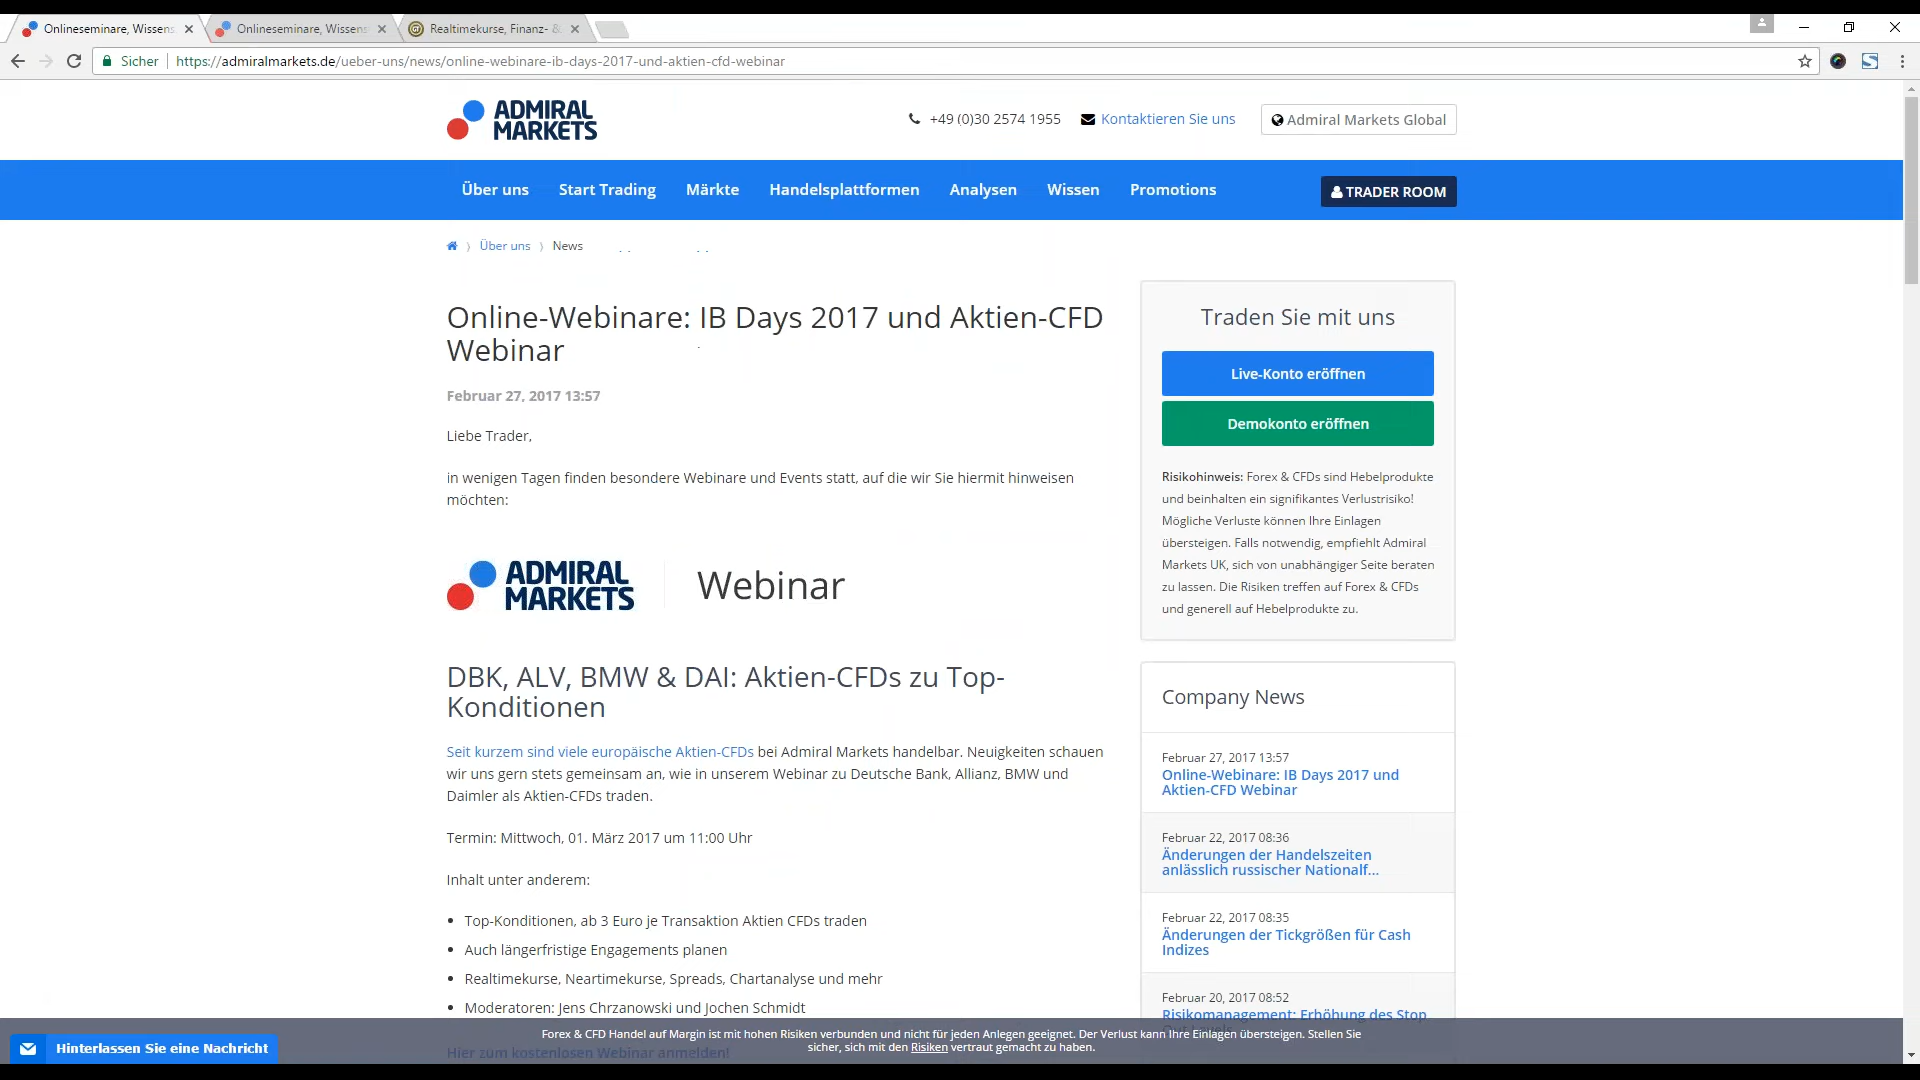 Onlineseminare, Wissens
Onlineseminare, Wissens
Realtimekurse, Finanz- &
Sicher
https://admiralmarkets.de/ueber-uns/news/online-webinare-ib-days-2017-und-aktien-cfd-webinar
ADMIRAL
MARKETS
+49 (0)30 2574 1955
Kontaktieren Sie uns
Admiral Markets Global
Über uns
Start Trading
Märkte
Handelsplattformen
Analysen
Wissen
Promotions
TRADER ROOM
Über uns
News
Online-Webinare: IB Days 2017 und Aktien-CFD
Webinar
Februar 27, 2017 13:57
Liebe Trader,
in wenigen Tagen finden besondere Webinare und Events statt, auf die wir Sie hiermit hinweisen
möchten:
ADMIRAL
MARKETS
Webinar
DBK, ALV, BMW & DAI: Aktien-CFDs zu Top-
Konditionen
Seit kurzem sind viele europäische Aktien-CFDs bei Admiral Markets handelbar. Neuigkeiten schauen
wir uns gern stets gemeinsam an, wie in unserem Webinar zu Deutsche Bank, Allianz, BMW und
Daimler als Aktien-CFDs traden.
Termin: Mittwoch, 01. März 2017 um 11:00 Uhr
Inhalt unter anderem:
Top-Konditionen, ab 3 Euro je Transaktion Aktien CFDs traden
Auch längerfristige Engagements planen
Realtimekurse, Neartimekurse, Spreads, Chartanalyse und mehr
Moderatoren: Jens Chrzanowski und Jochen Schmidt
Hier zum kostenlosen Webinar anmelden!
Traden Sie mit uns
Live-Konto eröffnen
Demokonto eröffnen
Risikohinweis: Forex & CFDs sind Hebelprodukte
und beinhalten ein signifikantes Verlustrisiko!
Mögliche Verluste können Ihre Einlagen
übersteigen. Falls notwendig, empfiehlt Admiral
Markets UK, sich von unabhängiger Seite beraten
zu lassen. Die Risiken treffen auf Forex & CFDs
und generell auf Hebelprodukte zu.
Company News
Februar 27, 2017 13:57
Online-Webinare: IB Days 2017 und
Aktien-CFD Webinar
Februar 22, 2017 08:36
Änderungen der Handelszeiten
anlässlich russischer Nationalf...
Februar 22, 2017 08:35
Änderungen der Tickgrößen für Cash
Indizes
Februar 20, 2017 08:52
Risikomanagement: Erhöhung des Stop
Forex & CFD Handel auf Margin ist mit hohen Risiken verbunden und nicht für jeden Anlegen geeignet. Der Verlust kann Ihre Einlagen übersteigen. Stellen Sie
sicher, sich mit den Risiken vertraut gemacht zu haben.
Hinterlassen Sie eine Nachricht